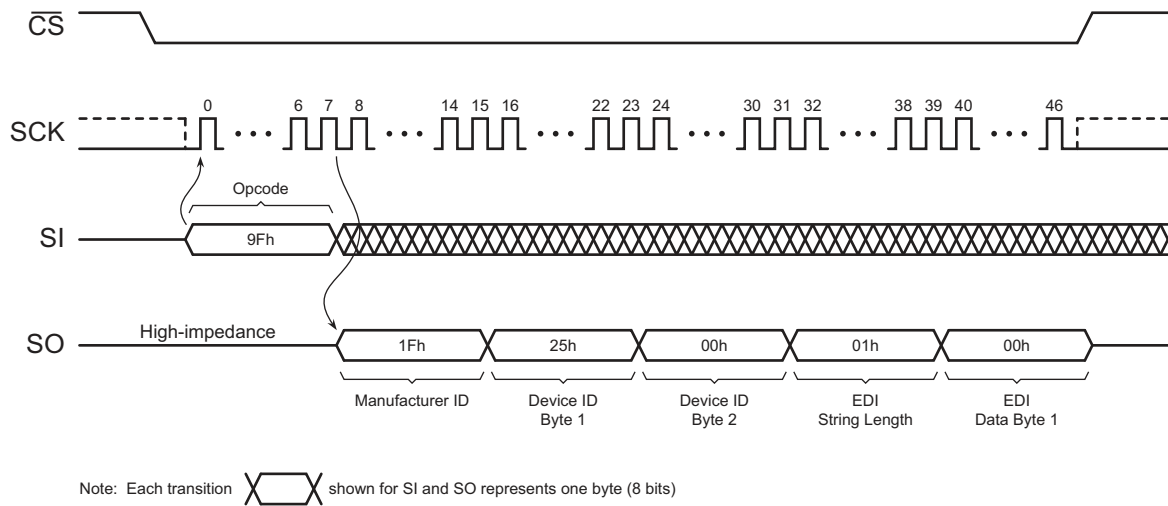 CS
0 6 7 8 14 15 16 22 23 24 30 31 32 38 39 40 46
SCK
Opcode
SI
9Fh
High-impedance
SO
1Fh 25h 00h 01h 00h
Manufacturer ID
Device ID
Byte 1
Device ID
Byte 2
EDI
String Length
EDI
Data Byte 1
Note: Each transition shown for SI and SO represents one byte (8 bits)